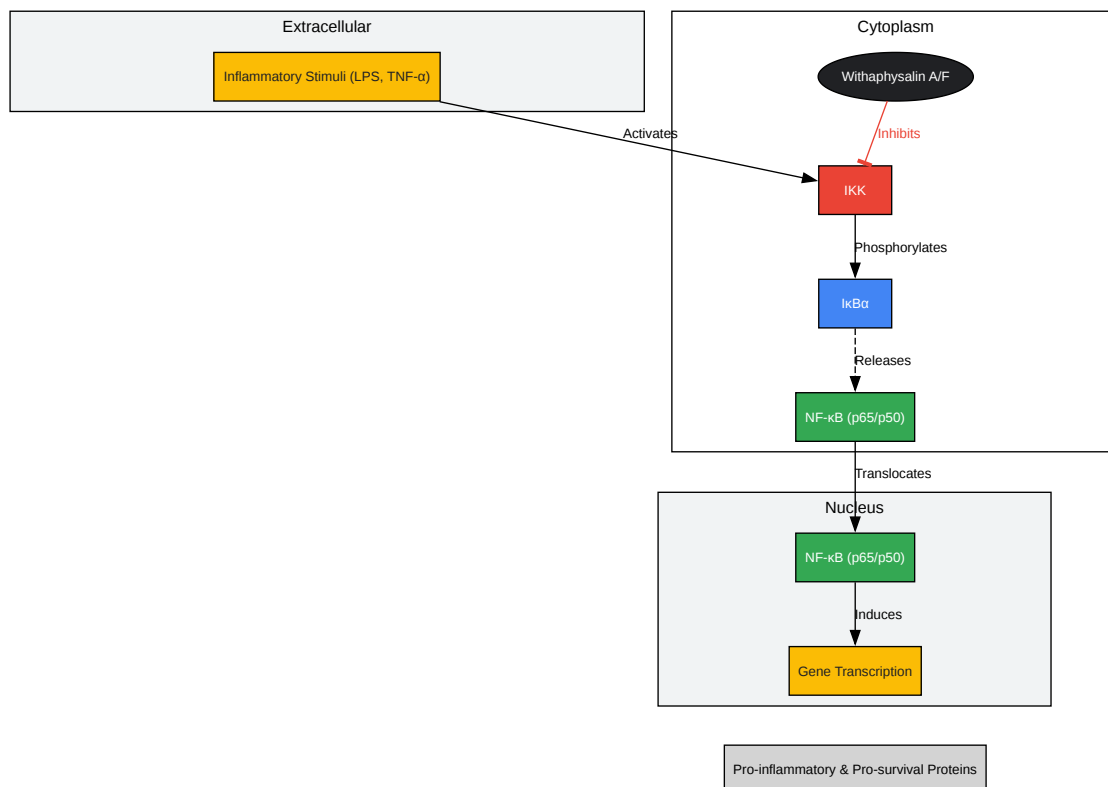 Extracellular
Cytoplasm
Inflammatory Stimuli (LPS, TNF-α)
Withaphysalin A/F
Activates
Inhibits
IKK
Phosphorylates
IκBα
Releases
NF-κB (p65/p50)
Translocates
Nucleus
NF-κB (p65/p50)
Induces
Gene Transcription
Pro-inflammatory & Pro-survival Proteins